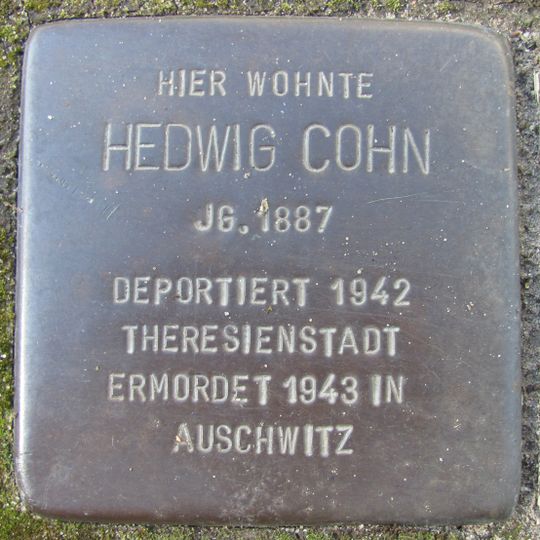 HIER WOHNTE
HEDWIG COHN
JG. 1887
DEPORTIERT 1942
THERESIENSTADT
ERMORDET 1943 IN
AUSCHWITZ